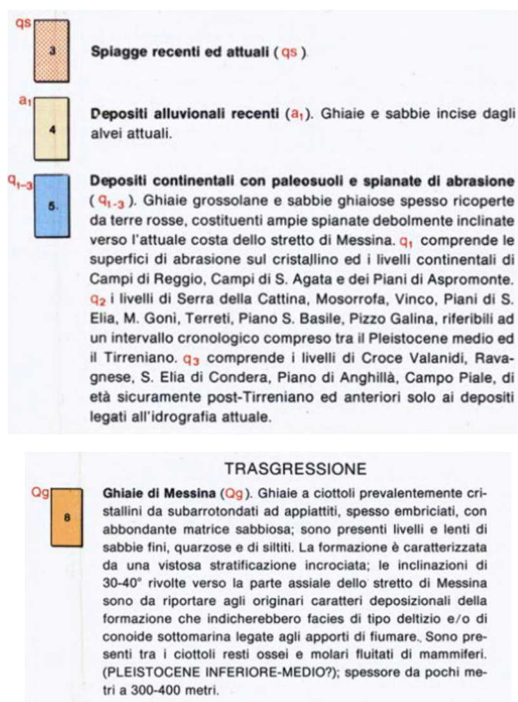 qs
3
Spiagge recenti ed attuali (qs).
a₁
4
Depositi alluvionali recenti (a₁). Ghiaie e sabbie incise dagli
alvei attuali.
q₁₋₃
5.
Depositi continentali con paleosuoli e spianate di abrasione
(q₁₋₃). Ghiaie grossolane e sabbie ghiaiose spesso ricoperte
da terre rosse, costituenti ampie spianate debolmente inclinate
verso l'attuale costa dello stretto di Messina. q₁ comprende le
superfici di abrasione sul cristallino ed i livelli continentali di
Campi di Reggio, Campi di S. Agata e dei Piani di Aspromonte.
q₂ i livelli di Serra della Cattina, Mosorrofa, Vinco, Piani di S.
Elia, M. Goni, Terreti, Piano S. Basile, Pizzo Galina, riferibili ad
un intervallo cronologico compreso tra il Pleistocene medio ed
il Tirreniano. q₃ comprende i livelli di Croce Valanidi, Rava-
gnese, S. Elia di Condera, Piano di Anghillà, Campo Piale, di
età sicuramente post-Tirreniano ed anteriori solo ai depositi
legati all'idrografia attuale.
TRASGRESSIONE
Qg
8
Ghiaie di Messina (Qg). Ghiaie a ciottoli prevalentemente cri-
stallini da subarrotondati ad appiattiti, spesso embriciati, con
abbondante matrice sabbiosa; sono presenti livelli e lenti di
sabbie fini, quarzose e di siltiti. La formazione è caratterizzata
da una vistosa stratificazione incrociata; le inclinazioni di
30-40° rivolte verso la parte assiale dello stretto di Messina
sono da riportare agli originari caratteri deposizionali della
formazione che indicherebbero facies di tipo deltizio e/o di
conoide sottomarina legate agli apporti di fiumare. Sono pre-
senti tra i ciottoli resti ossei e molari fluitati di mammiferi.
(PLEISTOCENE INFERIORE-MEDIO?); spessore da pochi me-
tri a 300-400 metri.